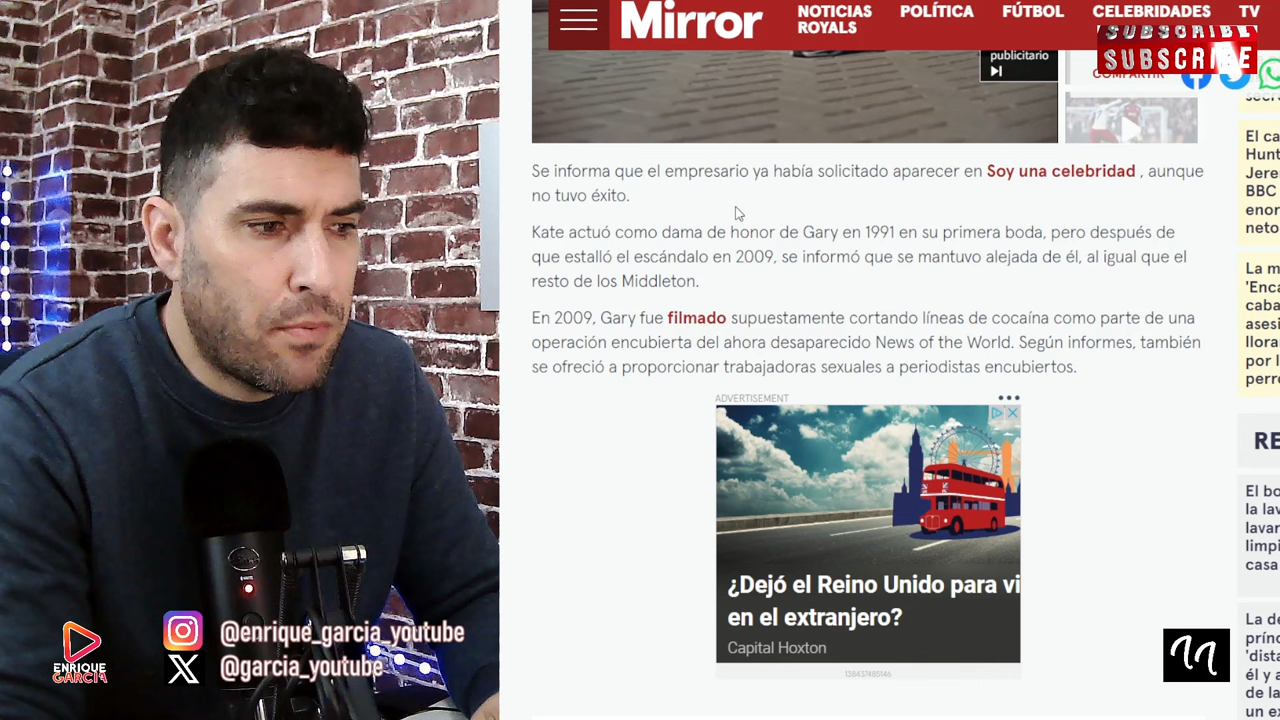 Mirror
NOTICIAS
ROYALS
POLÍTICA
FÚTBOL
CELEBRIDADES
TV
SUBSCRIBE
SUBSCRIBE
COMPARTIR
publicitario
Se informa que el empresario ya había solicitado aparecer en Soy una celebridad , aunque
no tuvo éxito.
Kate actuó como dama de honor de Gary en 1991 en su primera boda, pero después de
que estalló el escándalo en 2009, se informó que se mantuvo alejada de él, al igual que el
resto de los Middleton.
En 2009, Gary fue filmado supuestamente cortando líneas de cocaína como parte de una
operación encubierta del ahora desaparecido News of the World. Según informes, también
se ofreció a proporcionar trabajadoras sexuales a periodistas encubiertos.
ADVERTISEMENT
¿Dejó el Reino Unido para vi
en el extranjero?
Capital Hoxton
138437485146
El ca
Hunt
Jere
BBC
enor
neto
La m
'Enca
caba
asesi
llora
por l
perr
RE
El bo
la lav
lavar
limpi
casa
La de
prínc
'dista
él y a
de la
un ex
ENRIQUE
GARCIA
@enrique_garcia_youtube
@garcia_youtube